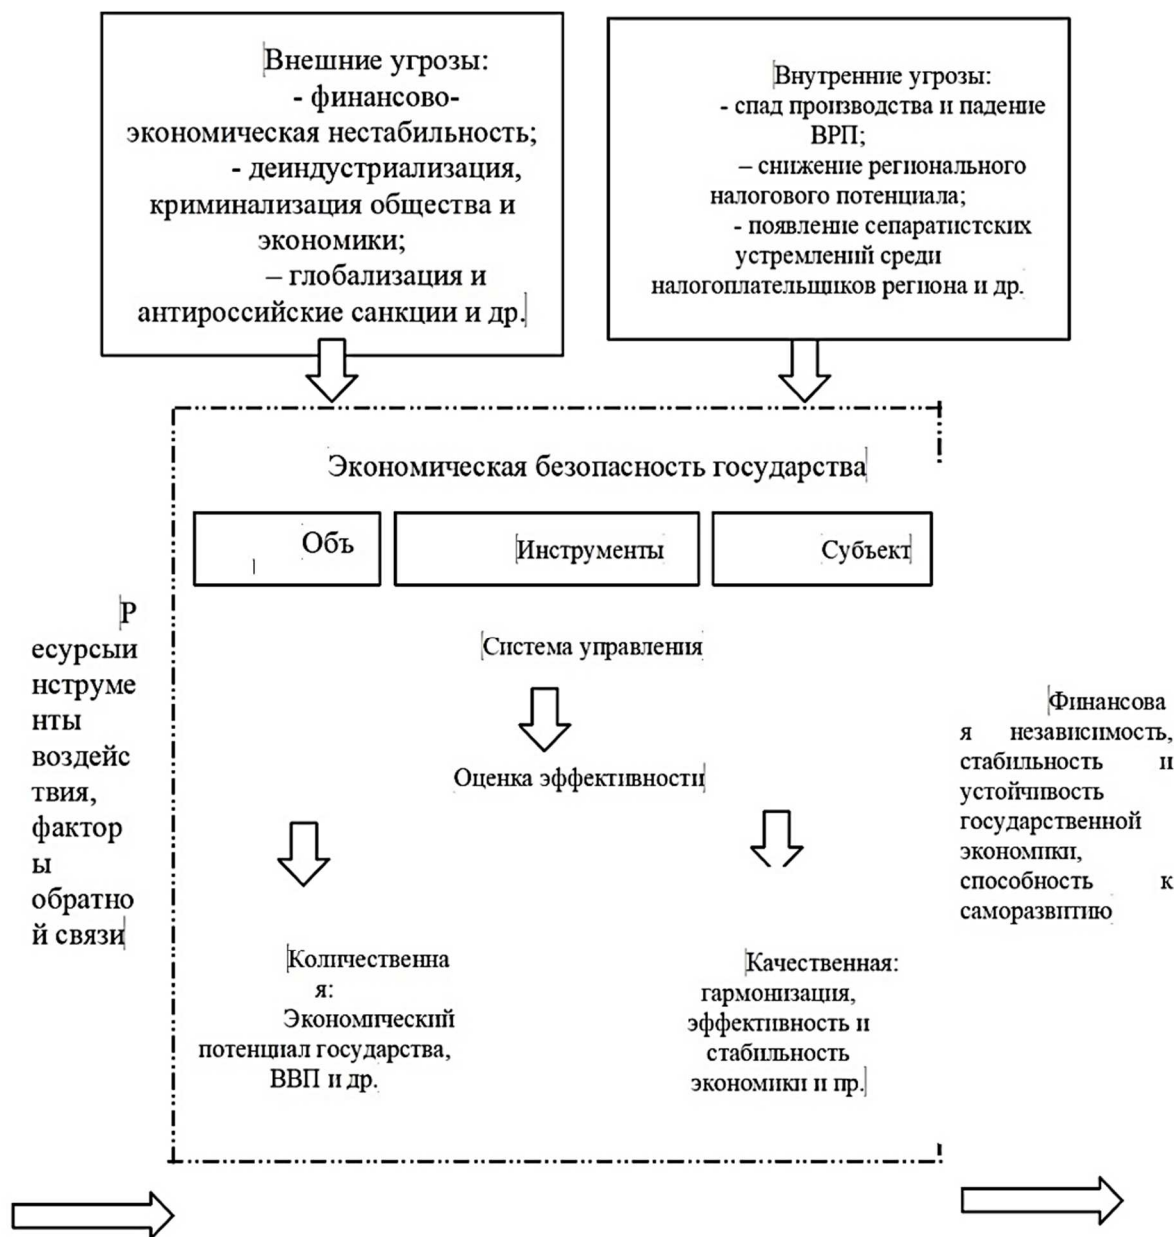 Внешние угрозы:
- финансово-
экономическая нестабильность;
- деиндустриализация,
криминализация общества и
экономики;
– глобализация и
антироссийские санкции и др.
Внутренние угрозы:
- спад производства и падение
ВРП;
– снижение регионального
налогового потенциала;
- появление сепаратистских
устремлений среди
налогоплательщиков региона и др.
Экономическая безопасность государства
Объ
Инструменты
Субъект
Р
есурсыи
нструме
нты
воздейс
твия,
фактор
ы
обратно
й связи
Система управления
Оценка эффективности
Количественна
я:
Экономический
потенциал государства,
ВВП и др.
Качественная:
гармонизация,
эффективность и
стабильность
экономики и пр.
Финансова
я независимость,
стабильность и
устойчивость
государственной
экономики,
способность к
саморазвитию